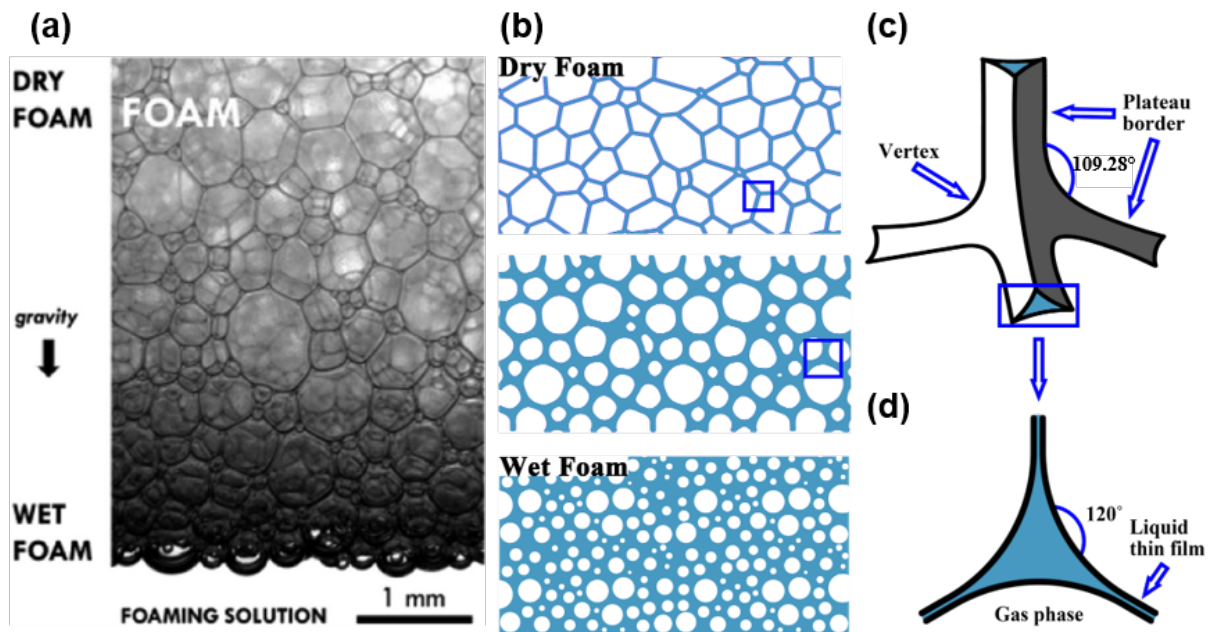 (a)
DRY
FOAM
FOAM
gravity
WET
FOAM
FOAMING SOLUTION
1 mm
(b)
Dry Foam
Wet Foam
(c)
Plateau
border
Vertex
109.28°
(d)
120°
Liquid
thin film
Gas phase